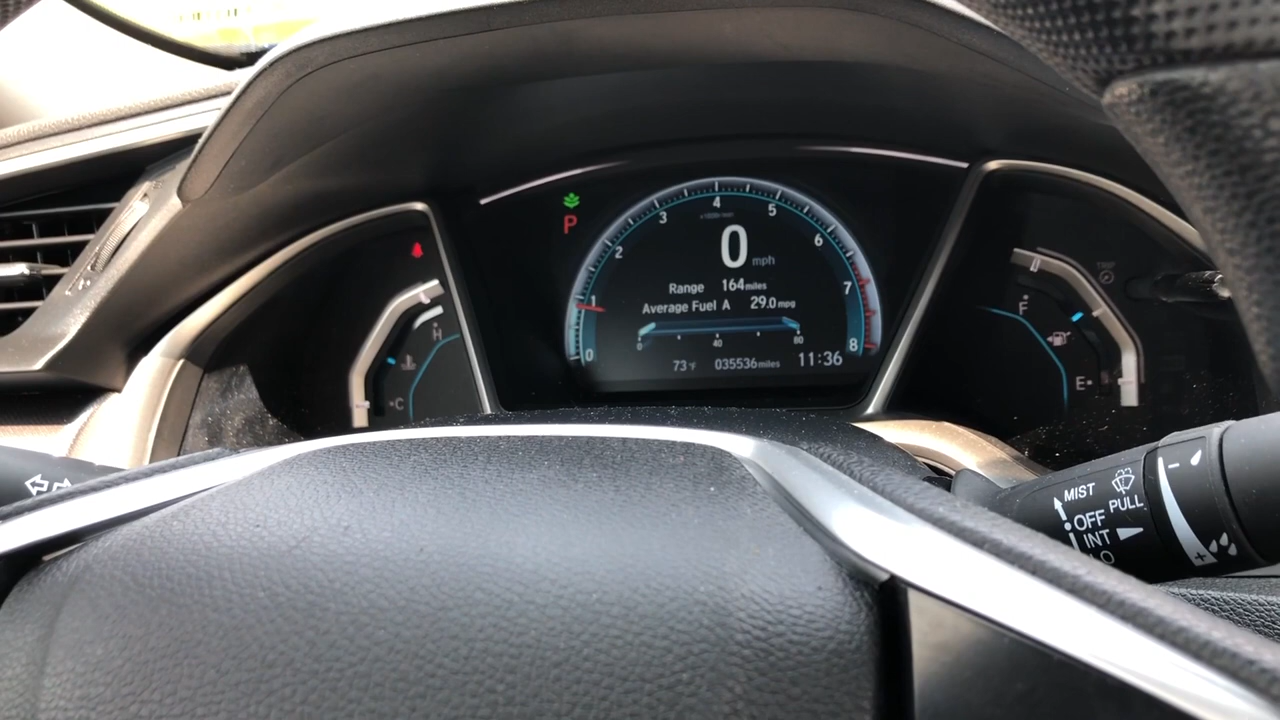 P
0 1 2 3 4 5 6 7 8
0 mph
Range 164 miles
Average Fuel A 29.0 mpg
0 40 80
73°F 035536 miles 11:36
H
C
F
E
MIST
PULL
OFF
INT
LO